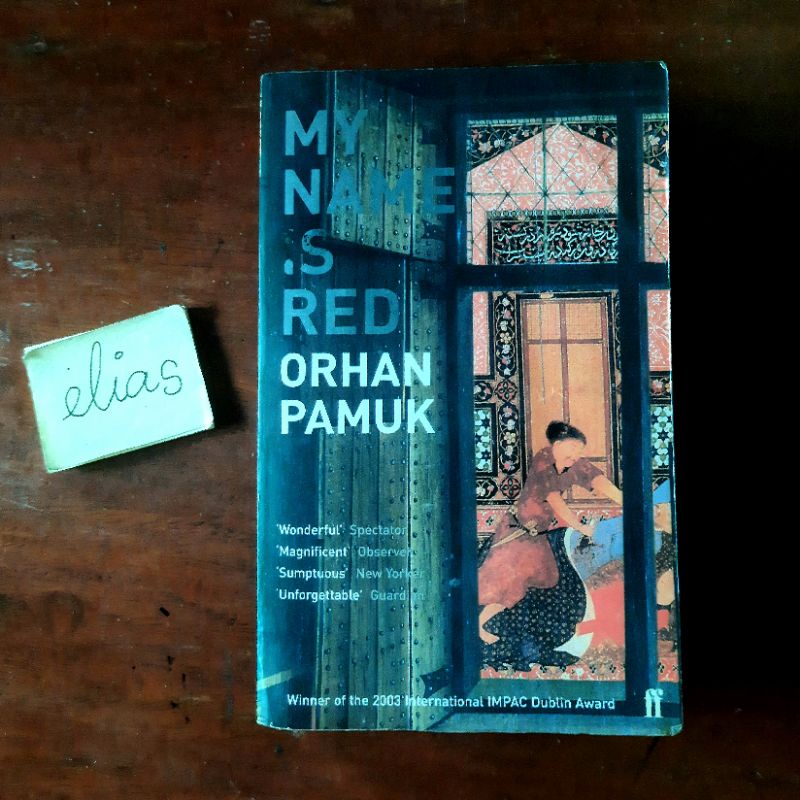 elias
MY
NAME
iS
RED
ORHAN
PAMUK
'Wonderful' Spectator
'Magnificent' Observer
'Sumptuous' New Yorker
'Unforgettable' Guardian
Winner of the 2003 International IMPAC Dublin Award
ff